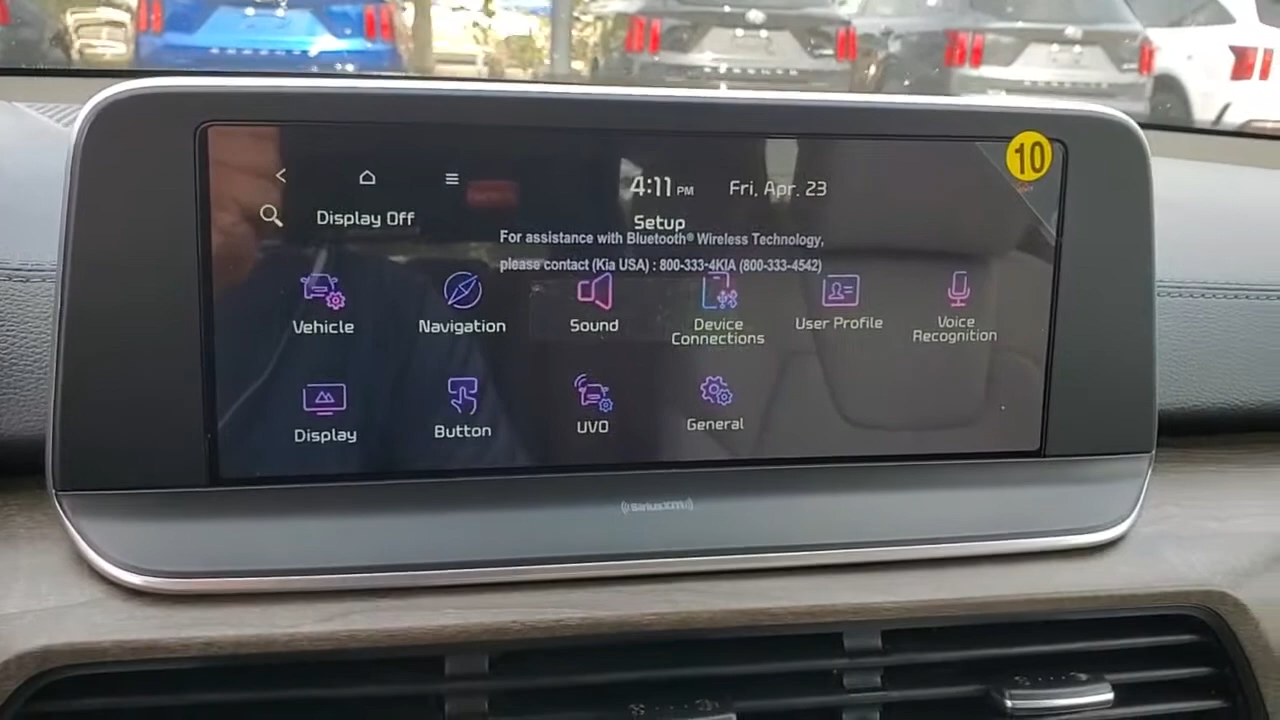 10
4:11 PM Fri, Apr. 23
Display Off
Setup
For assistance with Bluetooth® Wireless Technology,
please contact (Kia USA) : 800-333-4KIA (800-333-4542)
Vehicle
Navigation
Sound
Device
Connections
User Profile
Voice
Recognition
Display
Button
UVO
General
((SiriusXM))